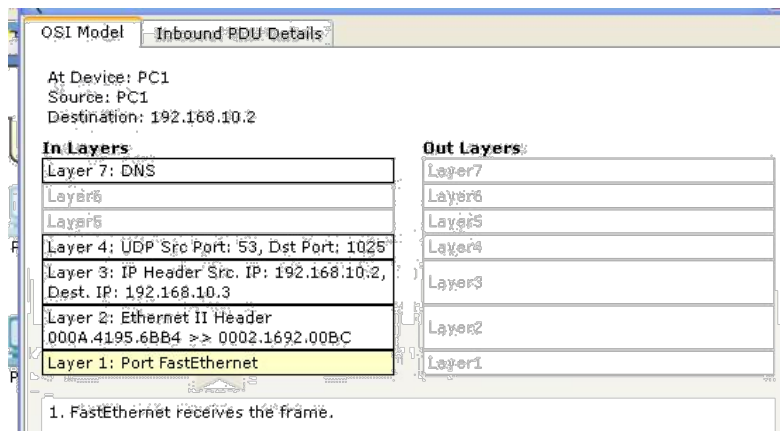 OSI Model
Inbound PDU Details
At Device: PC1
Source: PC1
Destination: 192.168.10.2
In Layers
Layer 7: DNS
Layer6
Layer5
Layer 4: UDP Src Port: 53, Dst Port: 1025
Layer 3: IP Header Src. IP: 192.168.10.2,
Dest. IP: 192.168.10.3
Layer 2: Ethernet II Header
000A.4195.6BB4 >> 0002.1692.00BC
Layer 1: Port FastEthernet
Out Layers
Layer7
Layer6
Layer5
Layer4
Layer3
Layer2
Layer1
1. FastEthernet receives the frame.